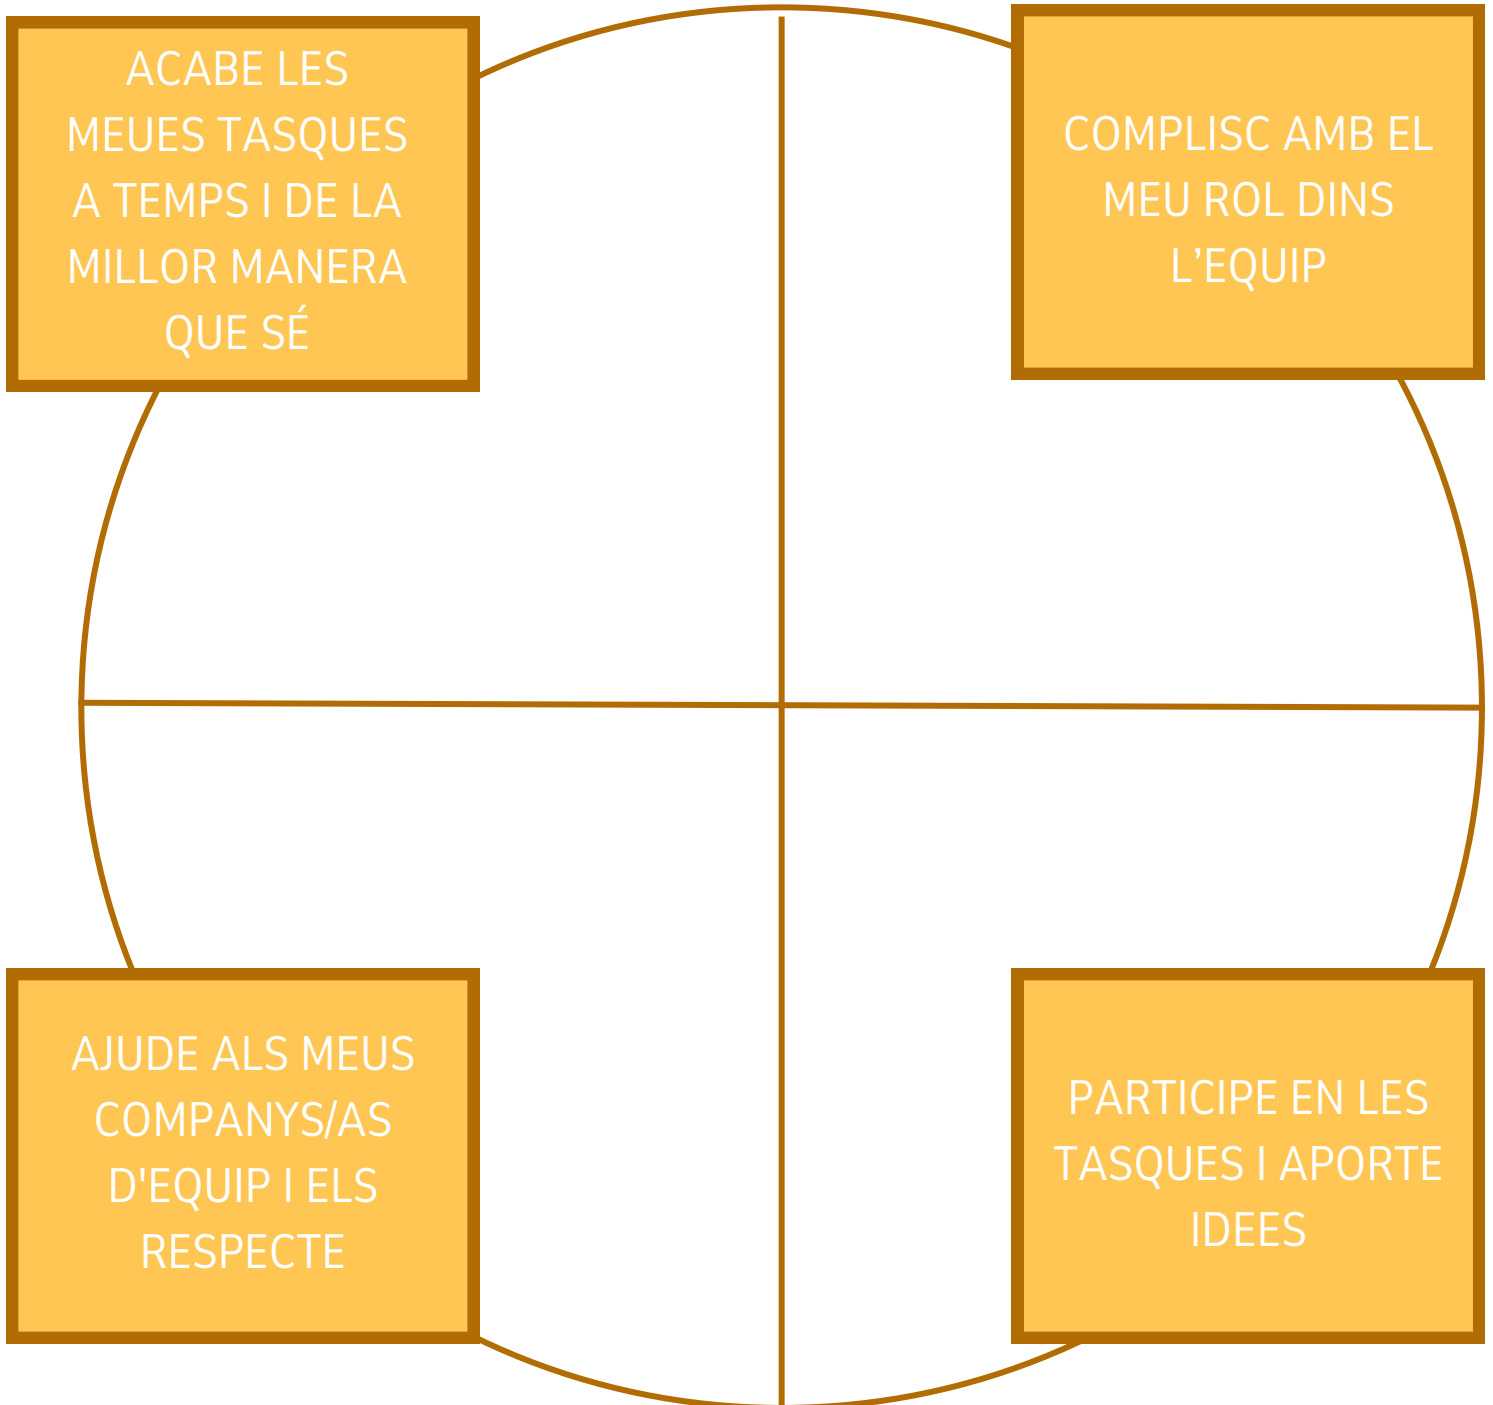 ACABE LES
MEUES TASQUES
A TEMPS I DE LA
MILLOR MANERA
QUE SÉ
COMPLISC AMB EL
MEU ROL DINS
L’EQUIP
AJUDE ALS MEUS
COMPANYS/AS
D'EQUIP I ELS
RESPECTE
PARTICIPE EN LES
TASQUES I APORTE
IDEES